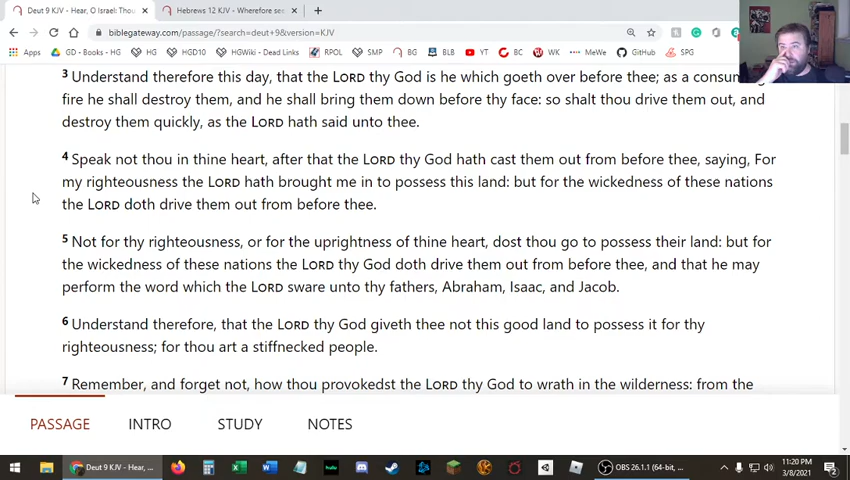 Deut 9 KJV - Hear, O Israel: Thou
Hebrews 12 KJV - Wherefore se
biblegateway.com/passage/?search=deut+9&version=KJV
Apps GD - Books - HG HG HGD10 HGWiki - Dead Links RPOL SMP BG BLB YT BC WK MeWe GitHub SPG
3 Understand therefore this day, that the LORD thy God is he which goeth over before thee; as a consuming
fire he shall destroy them, and he shall bring them down before thy face: so shalt thou drive them out, and
destroy them quickly, as the LORD hath said unto thee.
4 Speak not thou in thine heart, after that the LORD thy God hath cast them out from before thee, saying, For
my righteousness the LORD hath brought me in to possess this land: but for the wickedness of these nations
the LORD doth drive them out from before thee.
5 Not for thy righteousness, or for the uprightness of thine heart, dost thou go to possess their land: but for
the wickedness of these nations the LORD thy God doth drive them out from before thee, and that he may
perform the word which the LORD sware unto thy fathers, Abraham, Isaac, and Jacob.
6 Understand therefore, that the LORD thy God giveth thee not this good land to possess it for thy
righteousness; for thou art a stiffnecked people.
7 Remember, and forget not, how thou provokedst the LORD thy God to wrath in the wilderness: from the
PASSAGE INTRO STUDY NOTES
Deut 9 KJV - Hear, ...
OBS 26.1.1 (64-bit, ...
11:20 PM
3/8/2021
2